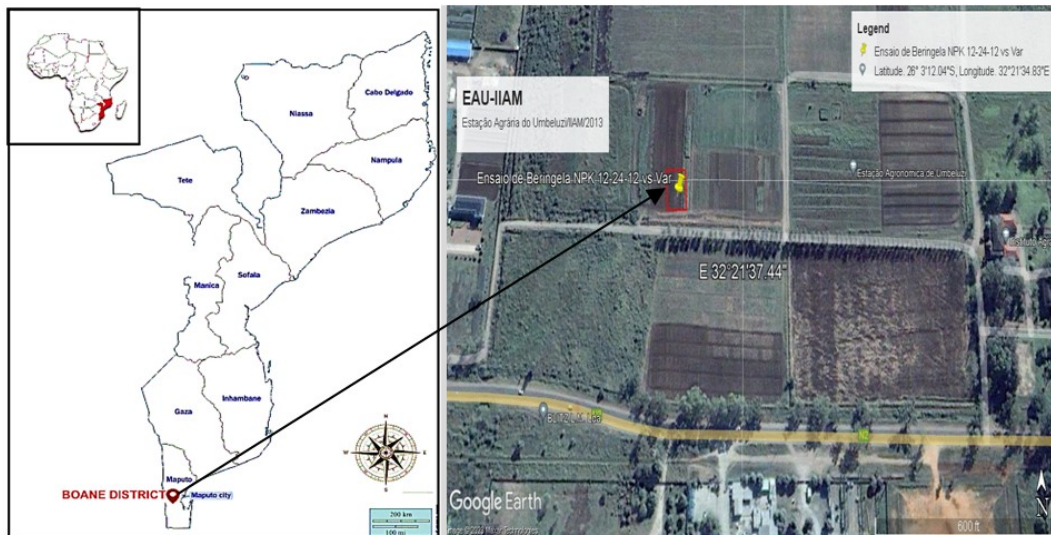 Cabo Delgado
Niassa
Nampula
Tete
Zambezia
Sofala
Manica
Inhambane
Gaza
Maputo
BOANE DISTRICT
Maputo city
N
W
E
S
200 km
100 mi
EAU-IIAM
Estação Agrária do Umbeluzi/IIAM/2013
Legend
Ensaio de Beringela NPK 12-24-12 vs Var
Latitude. 26° 3'12.04"S, Longitude. 32°21'34.83"E
Ensaio de Beringela NPK 12-24-12 vs Var
Estação Agronomica de Umbeluzi
E 32°21'37.44"
N2
Google Earth
N
600 ft